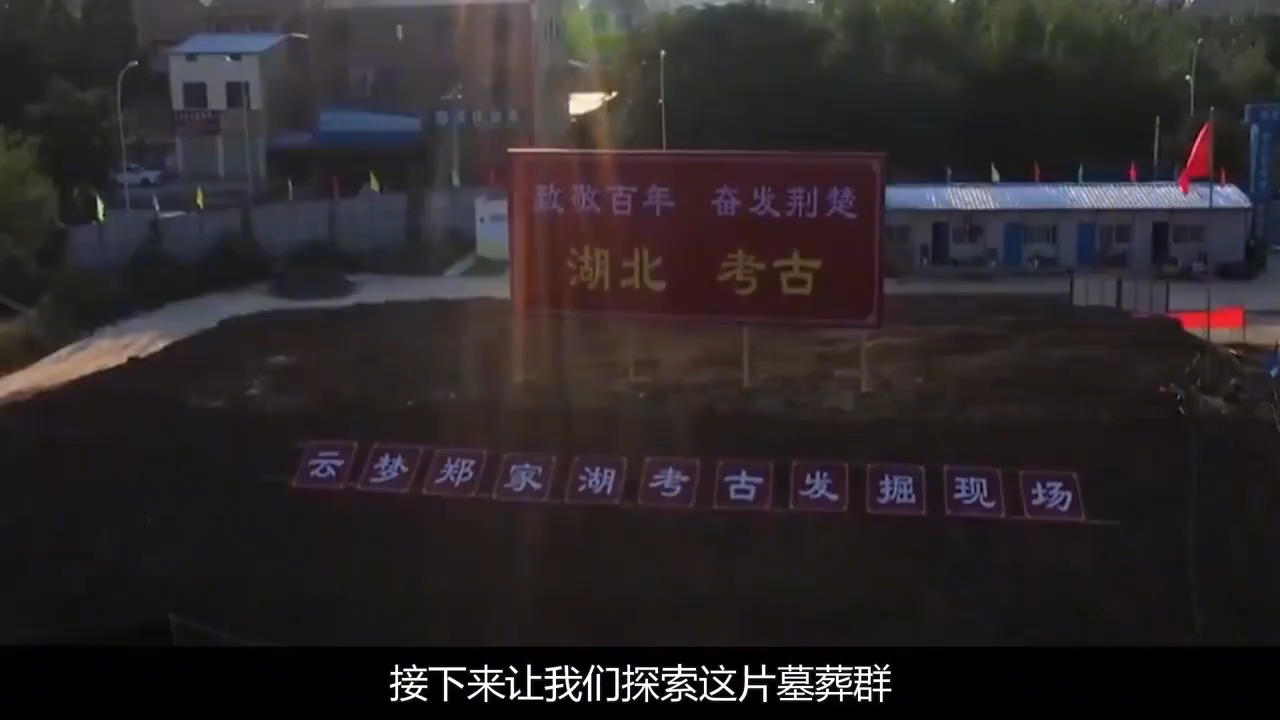 致敬百年 奋发荆楚
湖北 考古
云梦郑家湖考古发掘现场
接下来让我们探索这片墓葬群